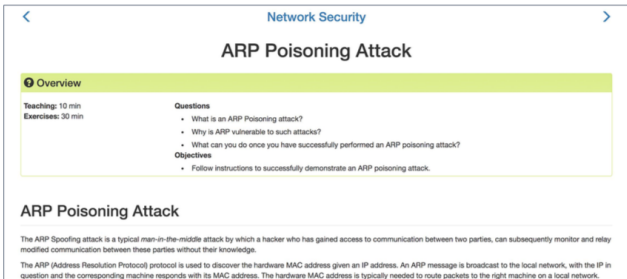 Network Security
ARP Poisoning Attack
Overview
Teaching: 10 min
Exercises: 30 min
Questions
• What is an ARP Poisoning attack?
• Why is ARP vulnerable to such attacks?
• What can you do once you have successfully performed an ARP poisoning attack?
Objectives
• Follow instructions to successfully demonstrate an ARP poisoning attack.
ARP Poisoning Attack
The ARP Spoofing attack is a typical man-in-the-middle attack by which a hacker who has gained access to communication between two parties, can subsequently monitor and relay
modified communication between these parties without their knowledge.
The ARP (Address Resolution Protocol) protocol is used to discover the hardware MAC address given an IP address. An ARP message is broadcast to the local network, with the IP in
question and the corresponding machine responds with its MAC address. The hardware MAC address is typically needed to route packets to the right machine on a local network.